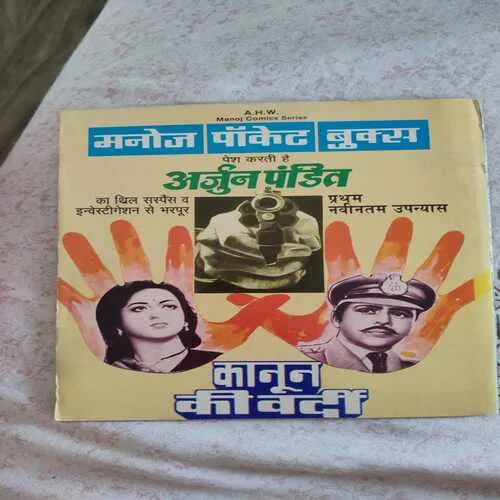 A.H.W.
Manoj Comics Series
मनोज पॉकेट बुक्स
पेश करती है
अर्जुन पंडित
का थ्रिल सस्पैंस व
इन्वेस्टीगेशन से भरपूर
प्रथम
नवीनतम उपन्यास
कानून
की वर्दी